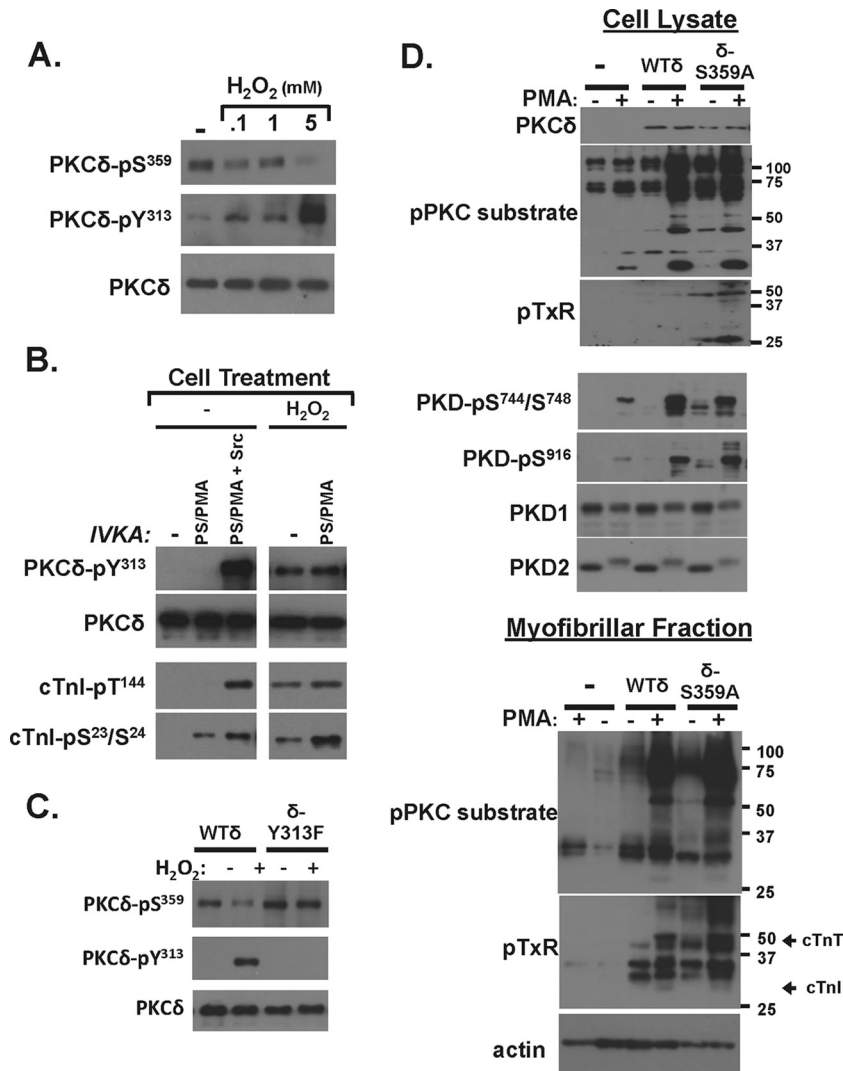 A.
H₂O₂ (mM)
- .1 1 5
PKCδ-pS³⁵⁹
PKCδ-pY³¹³
PKCδ
B.
Cell Treatment
- H₂O₂
IVKA: - PS/PMA PS/PMA + Src - PS/PMA
PKCδ-pY³¹³
PKCδ
cTnI-pT¹⁴⁴
cTnI-pS²³/S²⁴
C.
WTδ δ-Y313F
H₂O₂: - + - +
PKCδ-pS³⁵⁹
PKCδ-pY³¹³
PKCδ
D.
Cell Lysate
- WTδ δ-S359A
PMA: - + - + - +
PKCδ
pPKC substrate
100
75
50
37
pTxR
50
37
25
PKD-pS⁷⁴⁴/S⁷⁴⁸
PKD-pS⁹¹⁶
PKD1
PKD2
Myofibrillar Fraction
- WTδ δ-S359A
PMA: + - - + - +
pPKC substrate
100
75
50
37
25
pTxR
50 cTnT
37
cTnI
25
actin